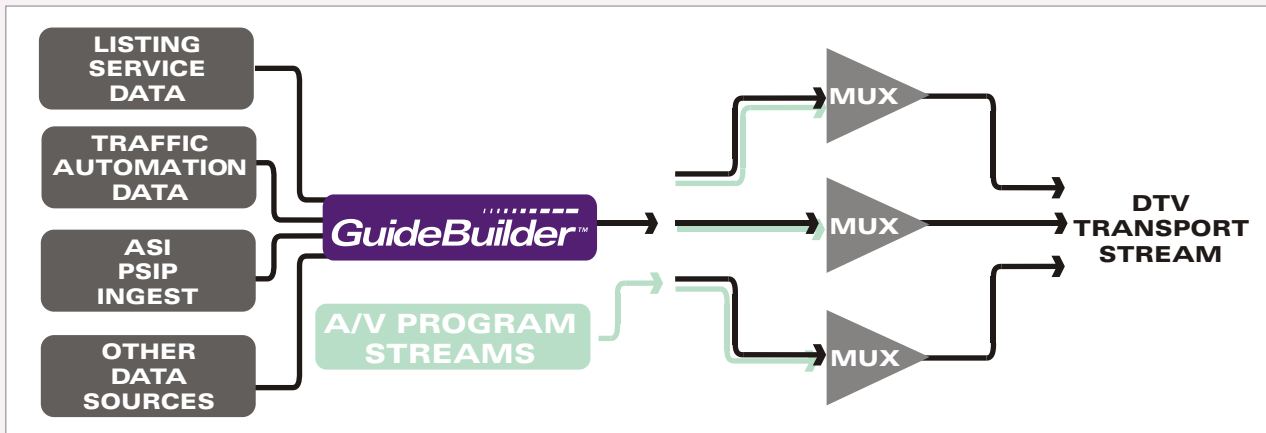 LISTING
SERVICE
DATA
TRAFFIC
AUTOMATION
DATA
ASI
PSIP
INGEST
OTHER
DATA
SOURCES
GuideBuilder™
A/V PROGRAM
STREAMS
MUX
MUX
MUX
DTV
TRANSPORT
STREAM